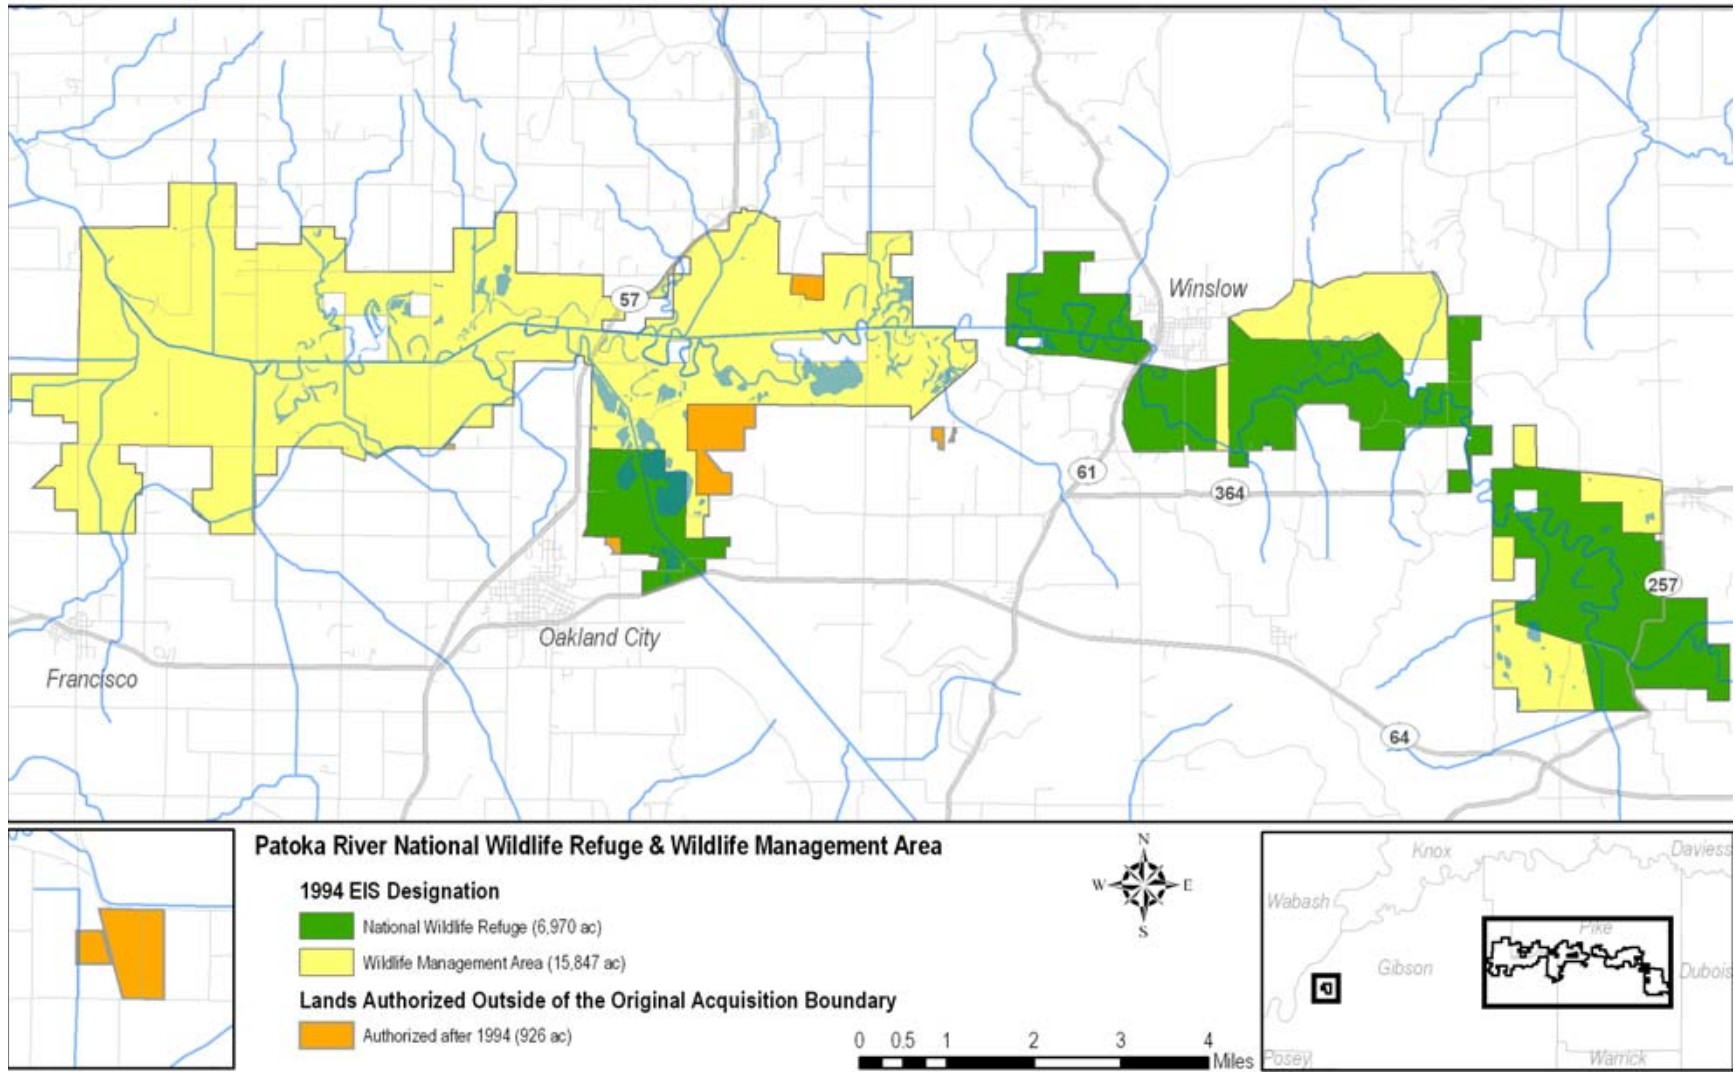 57
Winslow
61
364
257
Oakland City
Francisco
64
Patoka River National Wildlife Refuge & Wildlife Management Area
1994 EIS Designation
National Wildlife Refuge (6,970 ac)
Wildlife Management Area (15,847 ac)
Lands Authorized Outside of the Original Acquisition Boundary
Authorized after 1994 (926 ac)
N
W E
S
0 0.5 1 2 3 4
Miles
Knox
Daviess
Wabash
Pike
Gibson
Dubois
Posey
Warrick